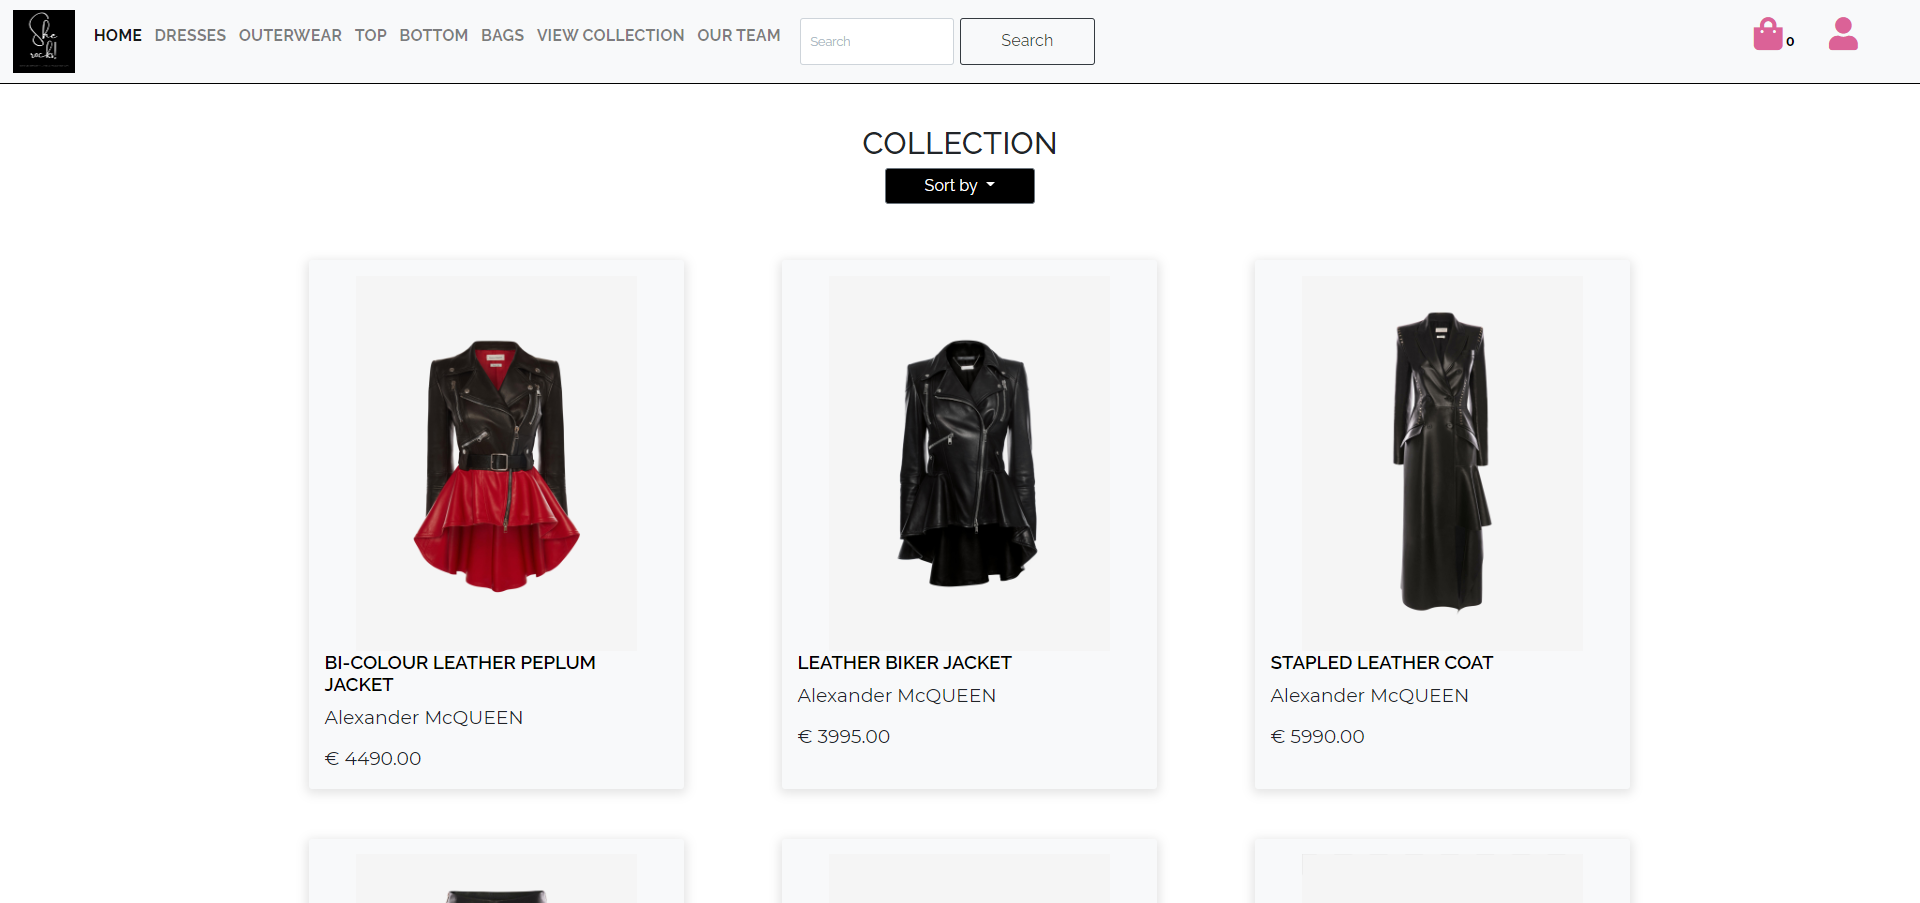 She
rocks!
HOME DRESSES OUTERWEAR TOP BOTTOM BAGS VIEW COLLECTION OUR TEAM Search Search 0
COLLECTION
Sort by
BI-COLOUR LEATHER PEPLUM
JACKET
Alexander McQUEEN
€ 4490.00
LEATHER BIKER JACKET
Alexander McQUEEN
€ 3995.00
STAPLED LEATHER COAT
Alexander McQUEEN
€ 5990.00